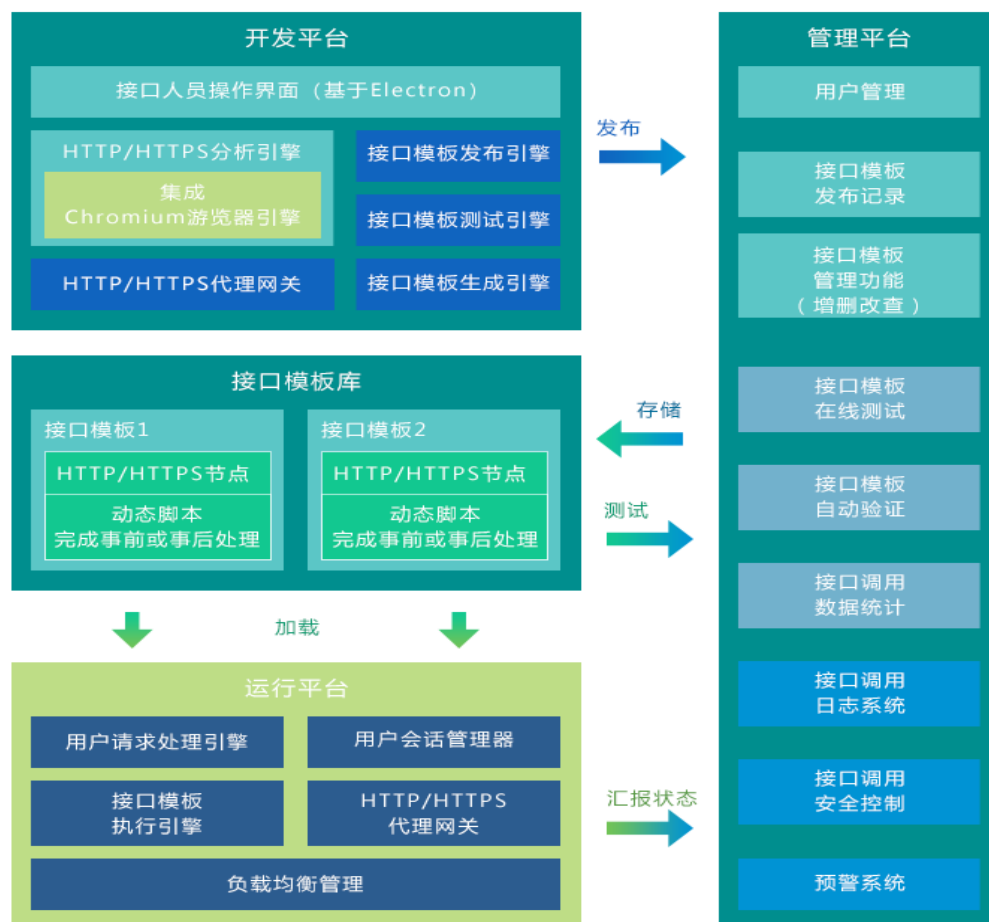 开发平台
接口人员操作界面（基于Electron）
HTTP/HTTPS分析引擎
集成
Chromium游览器引擎
HTTP/HTTPS代理网关
接口模板发布引擎
接口模板测试引擎
接口模板生成引擎
发布
接口模板库
接口模板1
HTTP/HTTPS节点
动态脚本
完成事前或事后处理
接口模板2
HTTP/HTTPS节点
动态脚本
完成事前或事后处理
存储
测试
加载
运行平台
用户请求处理引擎
用户会话管理器
接口模板
执行引擎
HTTP/HTTPS
代理网关
负载均衡管理
汇报状态
管理平台
用户管理
接口模板
发布记录
接口模板
管理功能
（增删改查）
接口模板
在线测试
接口模板
自动验证
接口调用
数据统计
接口调用
日志系统
接口调用
安全控制
预警系统